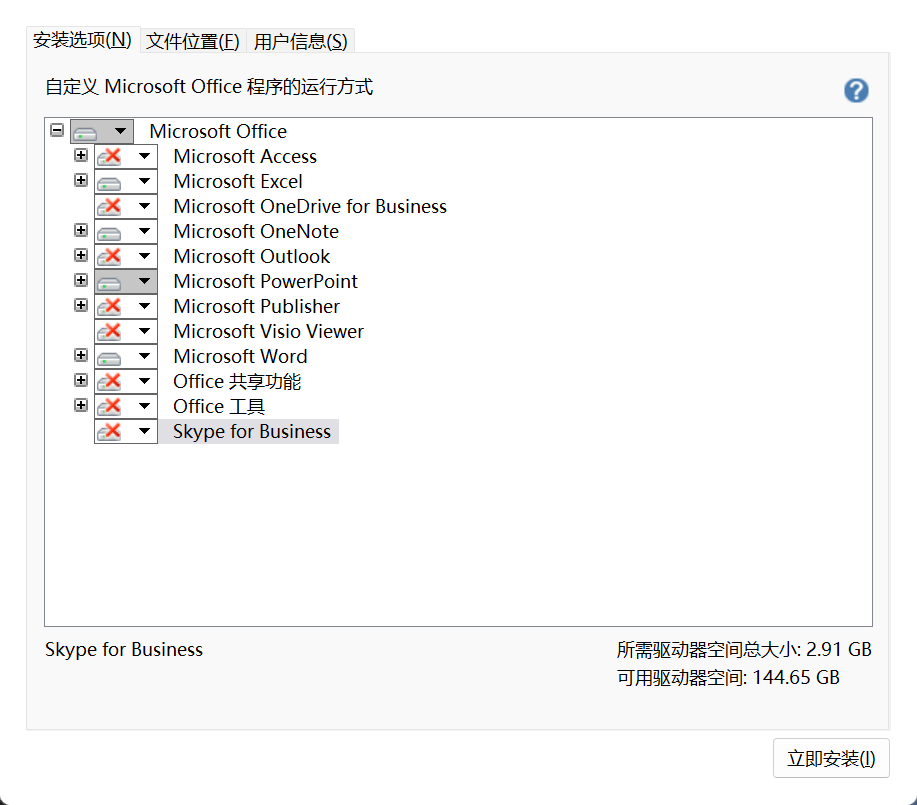 安装选项(N) 文件位置(F) 用户信息(S)
自定义 Microsoft Office 程序的运行方式
Microsoft Office
Microsoft Access
Microsoft Excel
Microsoft OneDrive for Business
Microsoft OneNote
Microsoft Outlook
Microsoft PowerPoint
Microsoft Publisher
Microsoft Visio Viewer
Microsoft Word
Office 共享功能
Office 工具
Skype for Business
Skype for Business 所需驱动器空间总大小: 2.91 GB
可用驱动器空间: 144.65 GB
立即安装(I)